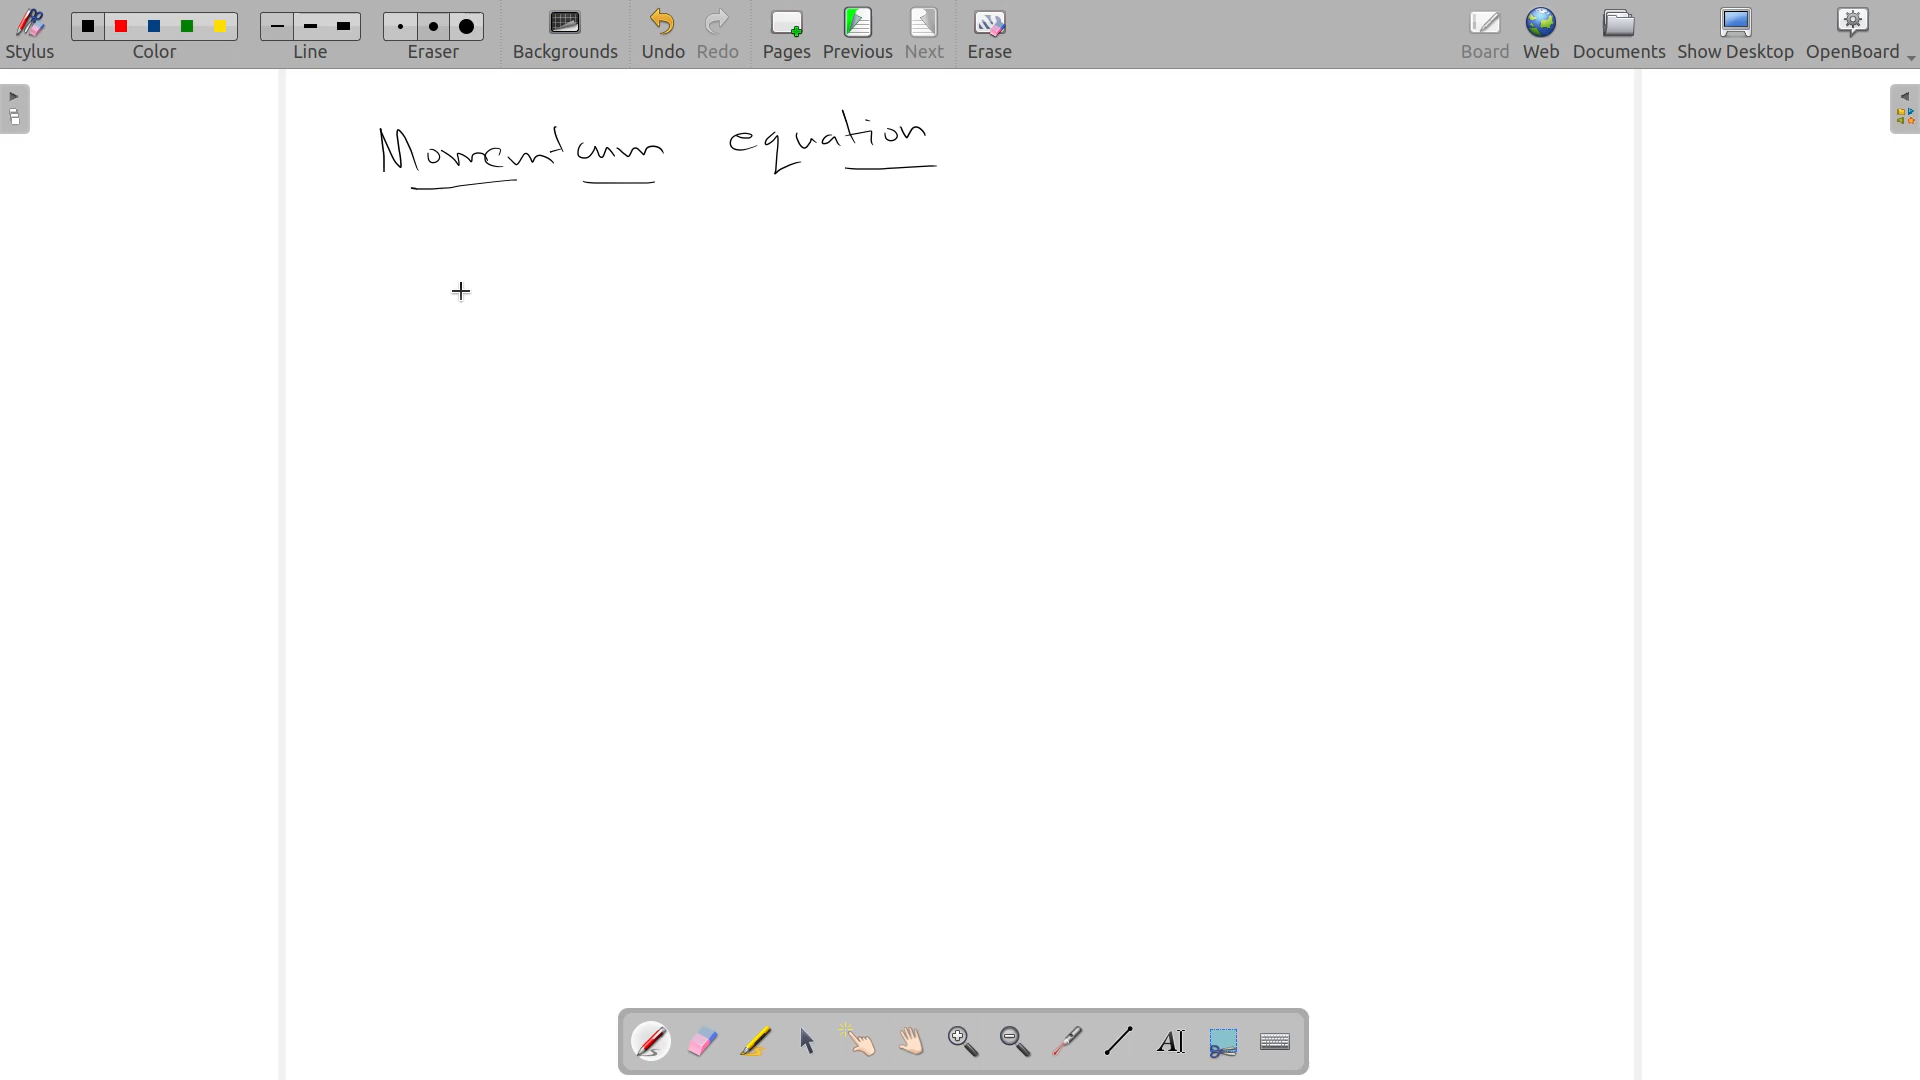 Stylus Color Line Eraser Backgrounds Undo Redo Pages Previous Next Erase Board Web Documents Show Desktop OpenBoard
Momentum equation